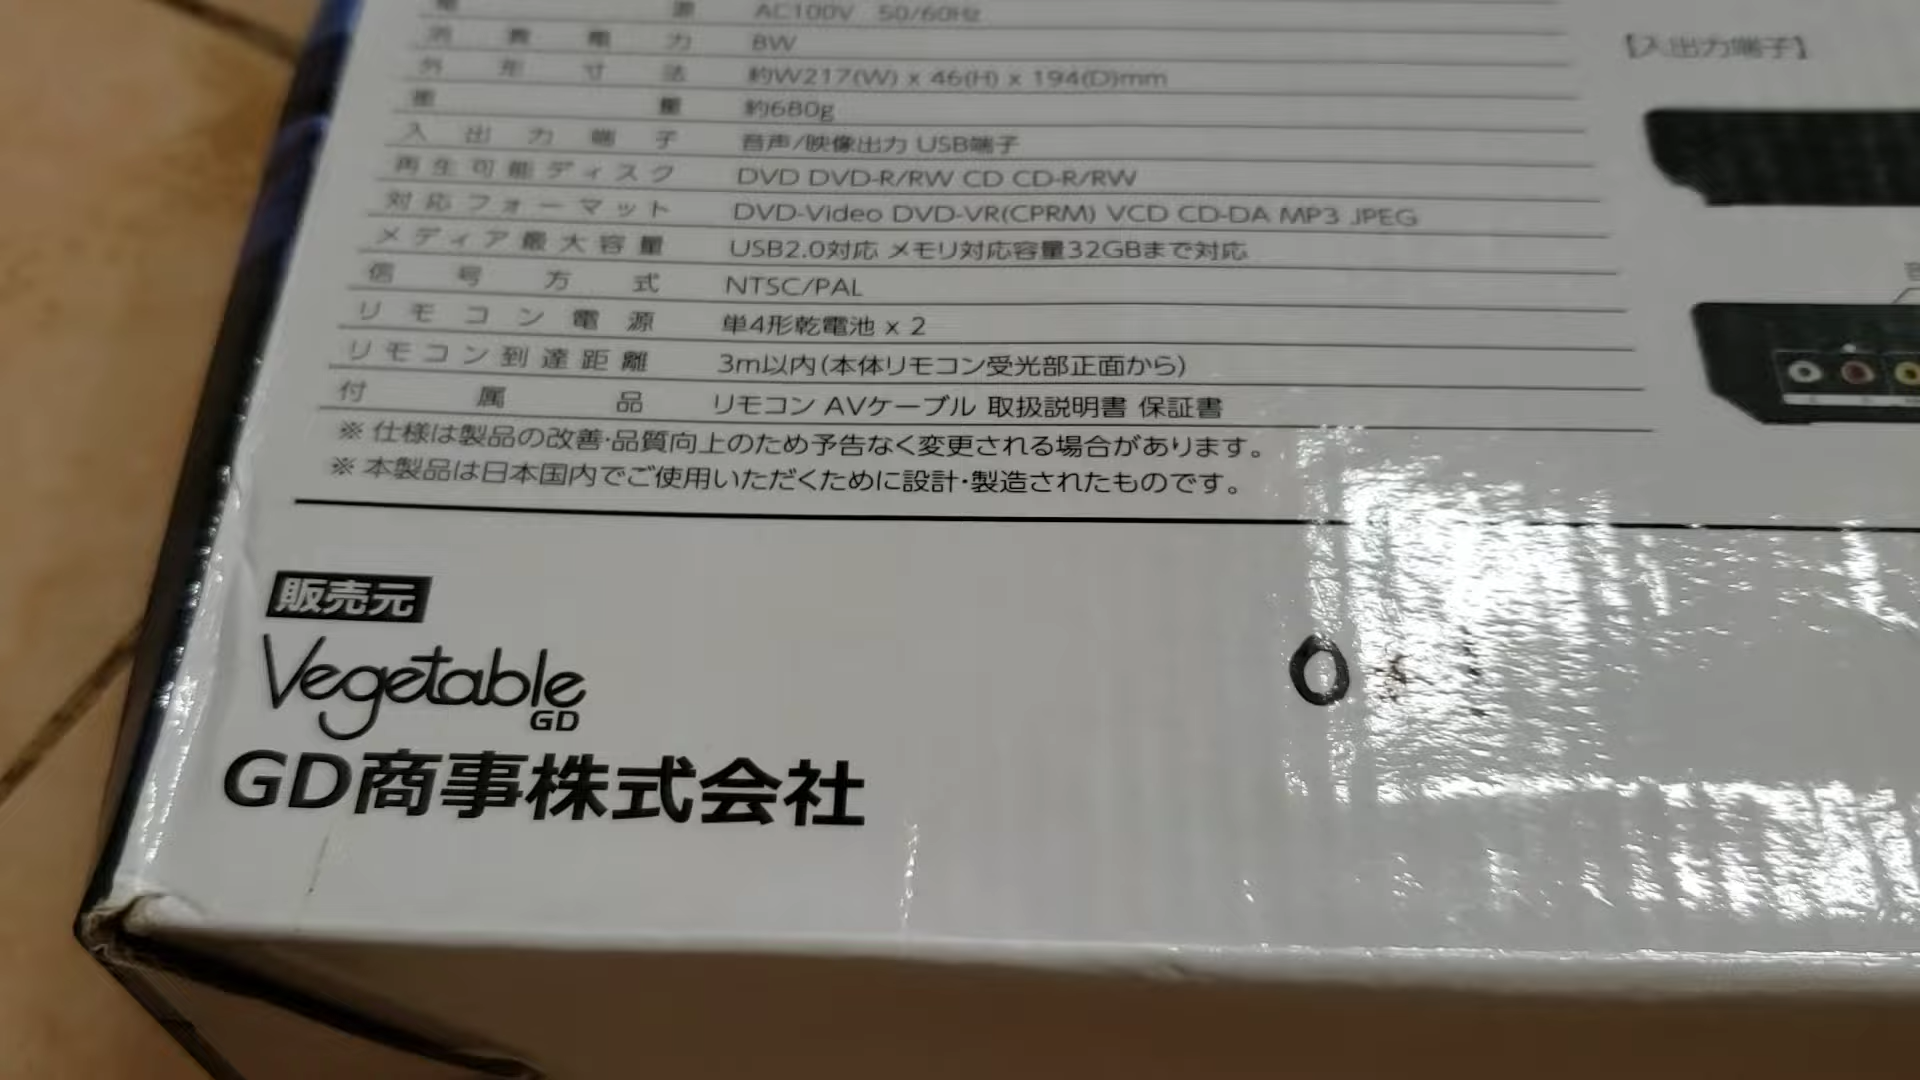 電源 AC100V 50/60Hz
消費電力 8W
【入出力端子】
外形寸法 約W217(W) x 46(H) x 194(D)mm
重量 約680g
入出力端子 音声/映像出力 USB端子
再生可能ディスク DVD DVD-R/RW CD CD-R/RW
対応フォーマット DVD-Video DVD-VR(CPRM) VCD CD-DA MP3 JPEG
メディア最大容量 USB2.0対応 メモリ対応容量32GBまで対応
信号方式 NTSC/PAL
リモコン電源 単4形乾電池 x 2
リモコン到達距離 3m以内(本体リモコン受光部正面から)
付属品 リモコン AVケーブル 取扱説明書 保証書
※ 仕様は製品の改善・品質向上のため予告なく変更される場合があります。
※ 本製品は日本国内でご使用いただくために設計・製造されたものです。
販売元
Vegetable
GD
GD商事株式会社